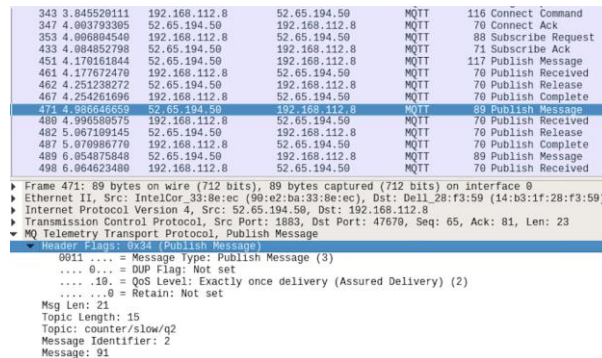 343 3.845520111 192.168.112.8 52.65.194.50 MQTT 116 Connect Command
347 4.003793305 52.65.194.50 192.168.112.8 MQTT 70 Connect Ack
353 4.006804540 192.168.112.8 52.65.194.50 MQTT 88 Subscribe Request
433 4.084852798 52.65.194.50 192.168.112.8 MQTT 71 Subscribe Ack
451 4.170161844 52.65.194.50 192.168.112.8 MQTT 117 Publish Message
461 4.177672470 192.168.112.8 52.65.194.50 MQTT 70 Publish Received
462 4.251238272 52.65.194.50 192.168.112.8 MQTT 70 Publish Release
467 4.254261696 192.168.112.8 52.65.194.50 MQTT 70 Publish Complete
471 4.986646659 52.65.194.50 192.168.112.8 MQTT 89 Publish Message
480 4.996580575 192.168.112.8 52.65.194.50 MQTT 70 Publish Received
482 5.067109145 52.65.194.50 192.168.112.8 MQTT 70 Publish Release
487 5.070986770 192.168.112.8 52.65.194.50 MQTT 70 Publish Complete
489 6.054875848 52.65.194.50 192.168.112.8 MQTT 89 Publish Message
498 6.064623480 192.168.112.8 52.65.194.50 MQTT 70 Publish Received
Frame 471: 89 bytes on wire (712 bits), 89 bytes captured (712 bits) on interface 0
Ethernet II, Src: IntelCor_33:8e:ec (90:e2:ba:33:8e:ec), Dst: Dell_28:f3:59 (14:b3:1f:28:f3:59)
Internet Protocol Version 4, Src: 52.65.194.50, Dst: 192.168.112.8
Transmission Control Protocol, Src Port: 1883, Dst Port: 47670, Seq: 65, Ack: 81, Len: 23
MQ Telemetry Transport Protocol, Publish Message
Header Flags: 0x34 (Publish Message)
0011 .... = Message Type: Publish Message (3)
.... 0... = DUP Flag: Not set
.... .10. = QoS Level: Exactly once delivery (Assured Delivery) (2)
.... ...0 = Retain: Not set
Msg Len: 21
Topic Length: 15
Topic: counter/slow/q2
Message Identifier: 2
Message: 91